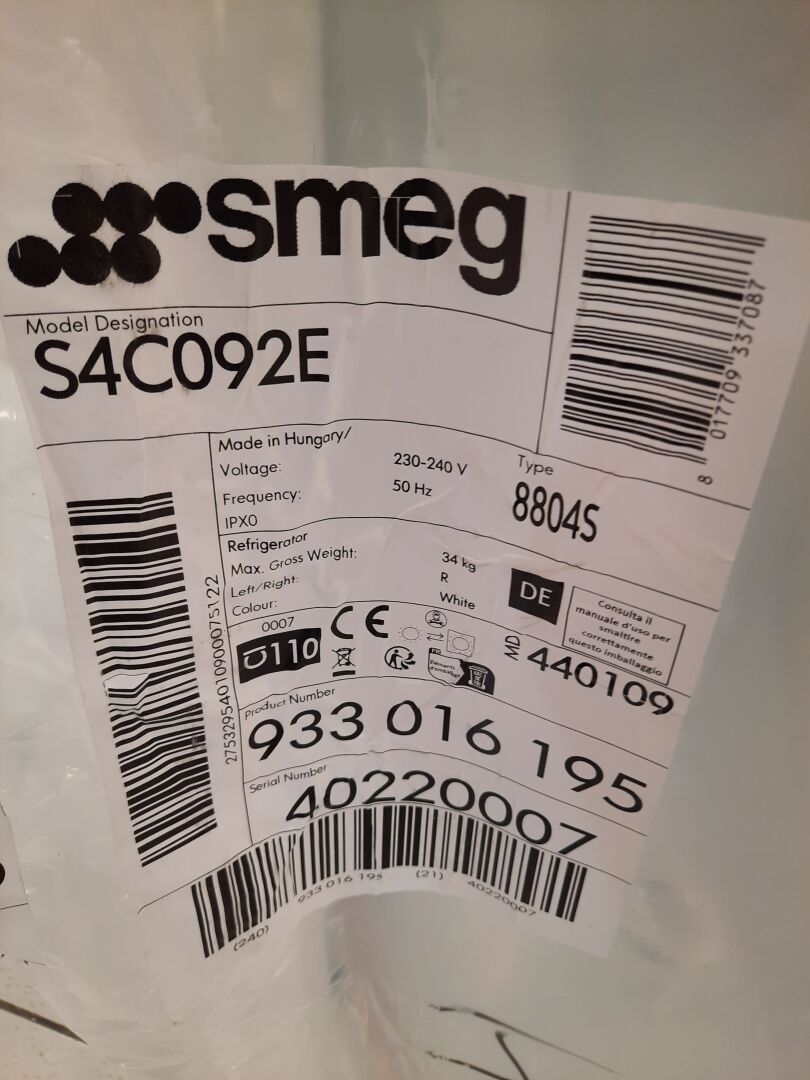 smeg
Model Designation
S4C092E
8 017709 337087
Made in Hungary/
Voltage: 230-240 V
Frequency: 50 Hz
IPX0
Type
8804S
Refrigerator
Max. Gross Weight: 34 kg
Left/Right: R
Colour: White
DE
Consulta il
manuale d'uso per
smaltire
correttamente
questo imballaggio
0007
110
CE
MD 440109
Product Number
933 016 195
Serial Number
40220007
(240) 933 016 195 (21) 40220007